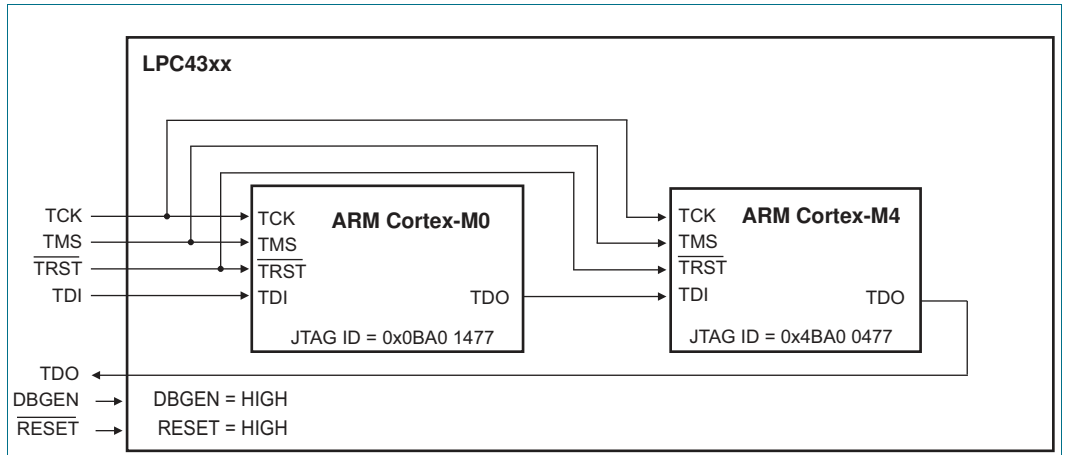 LPC43xx
TCK
TMS
TRST
TDI
TDO
DBGEN
RESET
TCK
TMS
TRST
TDI
ARM Cortex-M0
TDO
JTAG ID = 0x0BA0 1477
TCK
TMS
TRST
TDI
ARM Cortex-M4
TDO
JTAG ID = 0x4BA0 0477
DBGEN = HIGH
RESET = HIGH